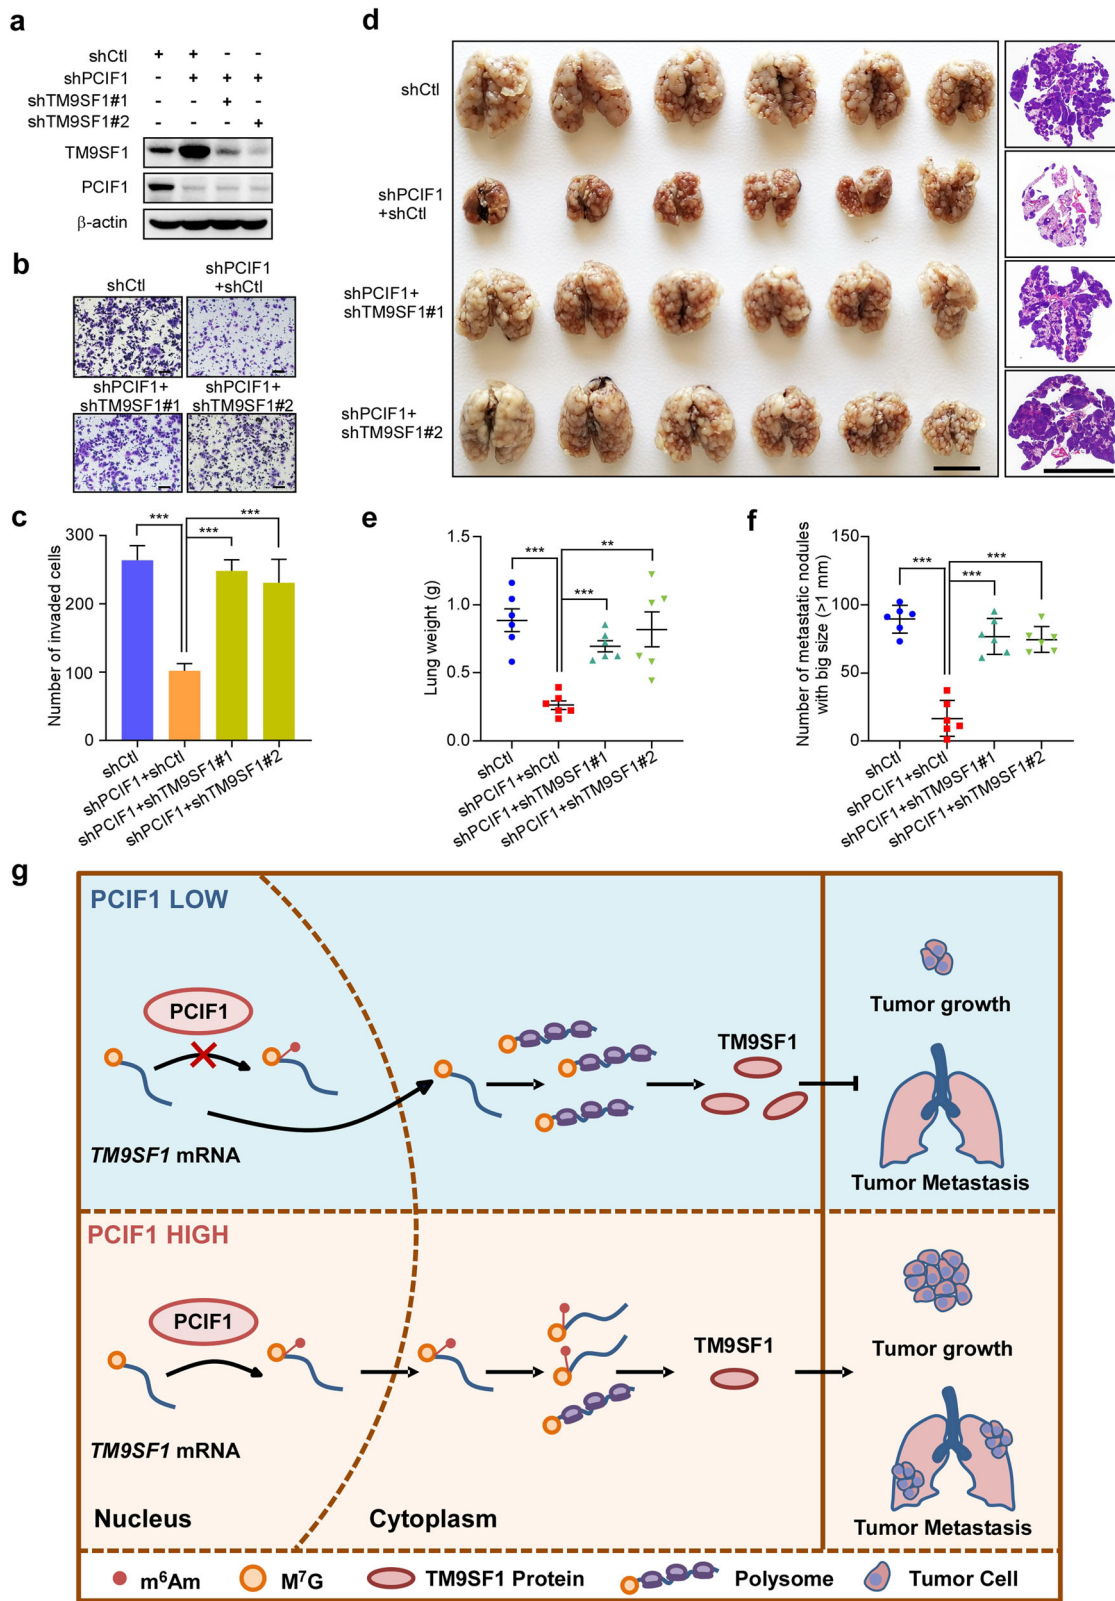 a
shCtl + + - -
shPCIF1 - + + +
shTM9SF1#1 - - + -
shTM9SF1#2 - - - +
TM9SF1
PCIF1
β-actin
b
shCtl
shPCIF1
+shCtl
shPCIF1+
shTM9SF1#1
shPCIF1+
shTM9SF1#2
c
Number of invaded cells
300
200
100
0
***
***
***
shCtl
shPCIF1+shCtl
shPCIF1+shTM9SF1#1
shPCIF1+shTM9SF1#2
d
shCtl
shPCIF1
+shCtl
shPCIF1+
shTM9SF1#1
shPCIF1+
shTM9SF1#2
e
Lung weight (g)
1.5
1.0
0.5
0.0
***
**
***
shCtl
shPCIF1+shCtl
shPCIF1+shTM9SF1#1
shPCIF1+shTM9SF1#2
f
Number of metastatic nodules
with big size (>1 mm)
150
100
50
0
***
***
***
shCtl
shPCIF1+shCtl
shPCIF1+shTM9SF1#1
shPCIF1+shTM9SF1#2
g
PCIF1 LOW
PCIF1
TM9SF1 mRNA
TM9SF1
Tumor growth
Tumor Metastasis
PCIF1 HIGH
PCIF1
TM9SF1 mRNA
TM9SF1
Tumor growth
Tumor Metastasis
Nucleus
Cytoplasm
m⁶Am
M⁷G
TM9SF1 Protein
Polysome
Tumor Cell